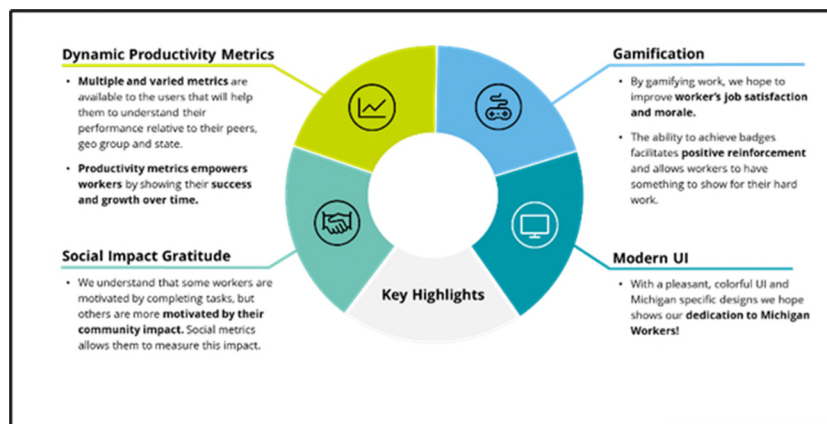 Dynamic Productivity Metrics
• Multiple and varied metrics are
available to the users that will help
them to understand their
performance relative to their peers,
geo group and state.
• Productivity metrics empowers
workers by showing their success
and growth over time.
Social Impact Gratitude
• We understand that some workers are
motivated by completing tasks, but
others are more motivated by their
community impact. Social metrics
allows them to measure this impact.
Key Highlights
Gamification
• By gamifying work, we hope to
improve worker's job satisfaction
and morale.
• The ability to achieve badges
facilitates positive reinforcement
and allows workers to have
something to show for their hard
work.
Modern UI
• With a pleasant, colorful UI and
Michigan specific designs we hope
shows our dedication to Michigan
Workers!